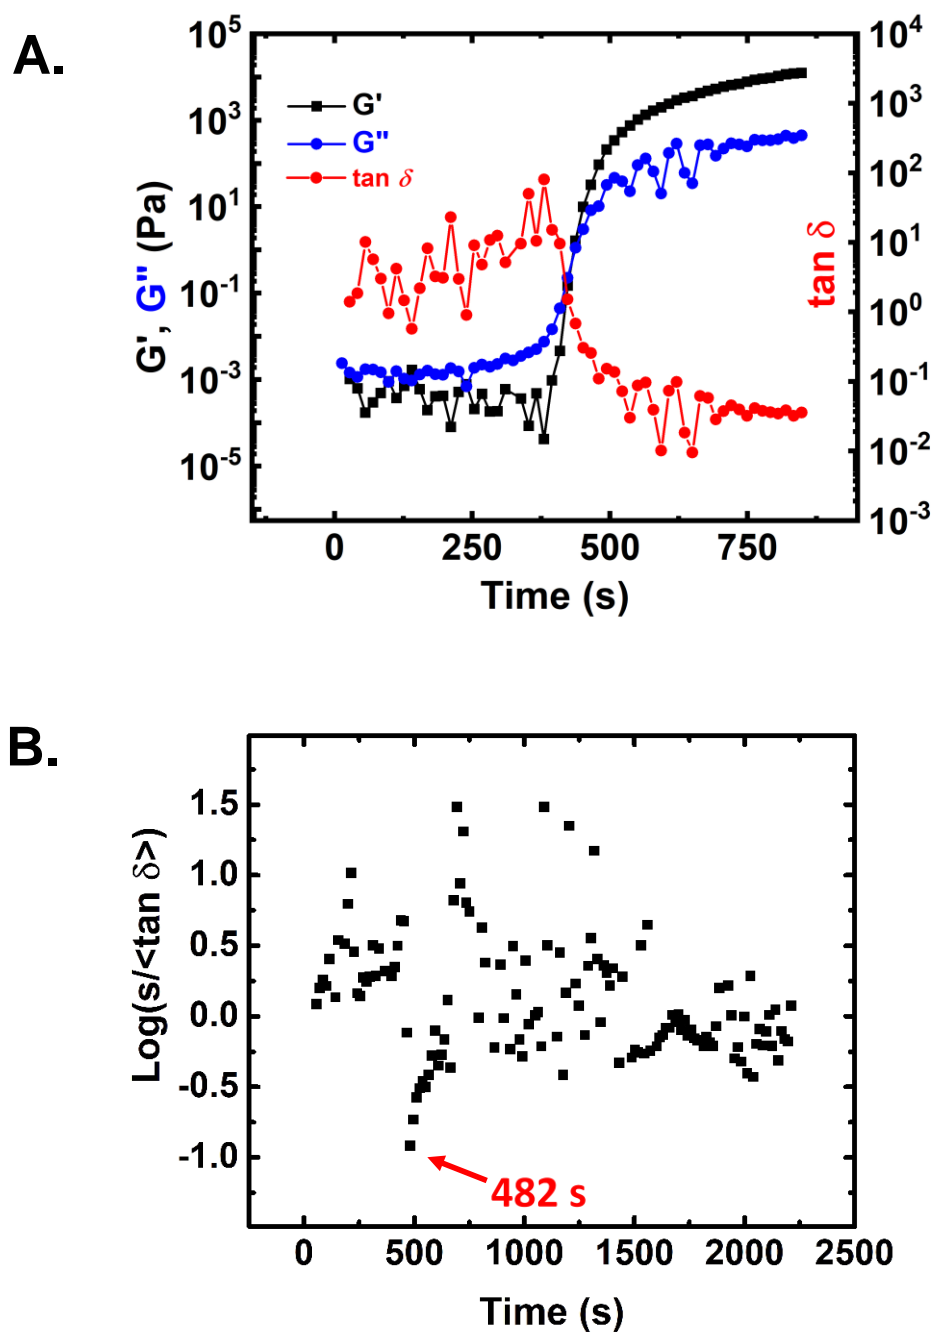 A.
10^5
10^3
10^1
10^-1
10^-3
10^-5
G', G" (Pa)
G'
G"
tan δ
10^4
10^3
10^2
10^1
10^0
10^-1
10^-2
10^-3
tan δ
0 250 500 750
Time (s)
B.
1.5
1.0
0.5
0.0
-0.5
-1.0
Log(s/<tan δ>)
482 s
0 500 1000 1500 2000 2500
Time (s)